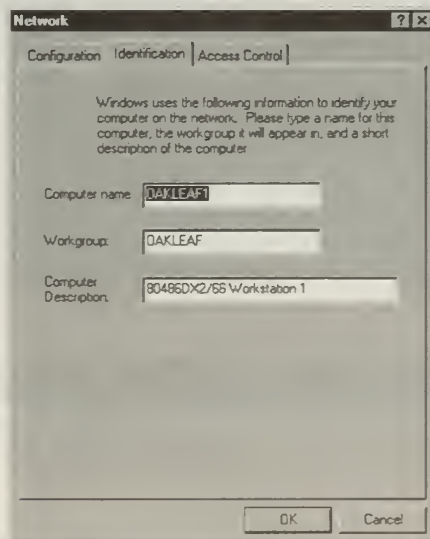 Network
Configuration Identification Access Control
Windows uses the following information to identify your
computer on the network. Please type a name for this
computer, the workgroup it will appear in, and a short
description of the computer
Computer name
OAKLEAF1
Workgroup:
OAKLEAF
Computer
Description.
80486DX2/66 Workstation 1
OK Cancel